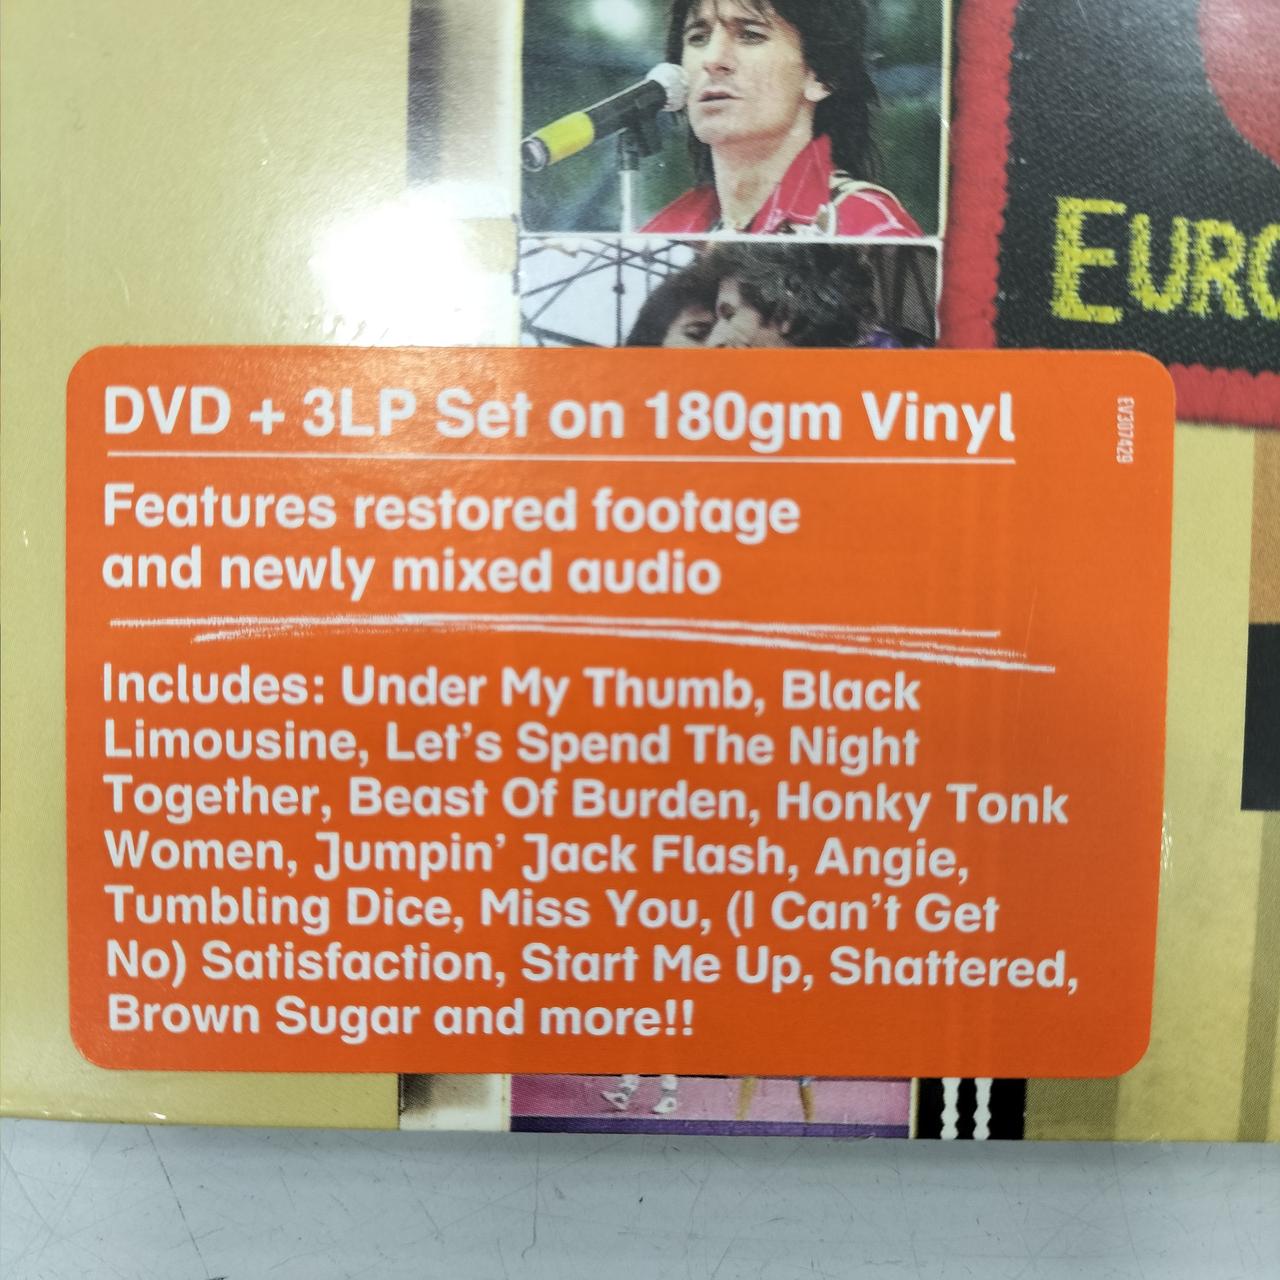 EURO
DVD + 3LP Set on 180gm Vinyl
EV307429
Features restored footage
and newly mixed audio
Includes: Under My Thumb, Black
Limousine, Let's Spend The Night
Together, Beast Of Burden, Honky Tonk
Women, Jumpin' Jack Flash, Angie,
Tumbling Dice, Miss You, (I Can't Get
No) Satisfaction, Start Me Up, Shattered,
Brown Sugar and more!!